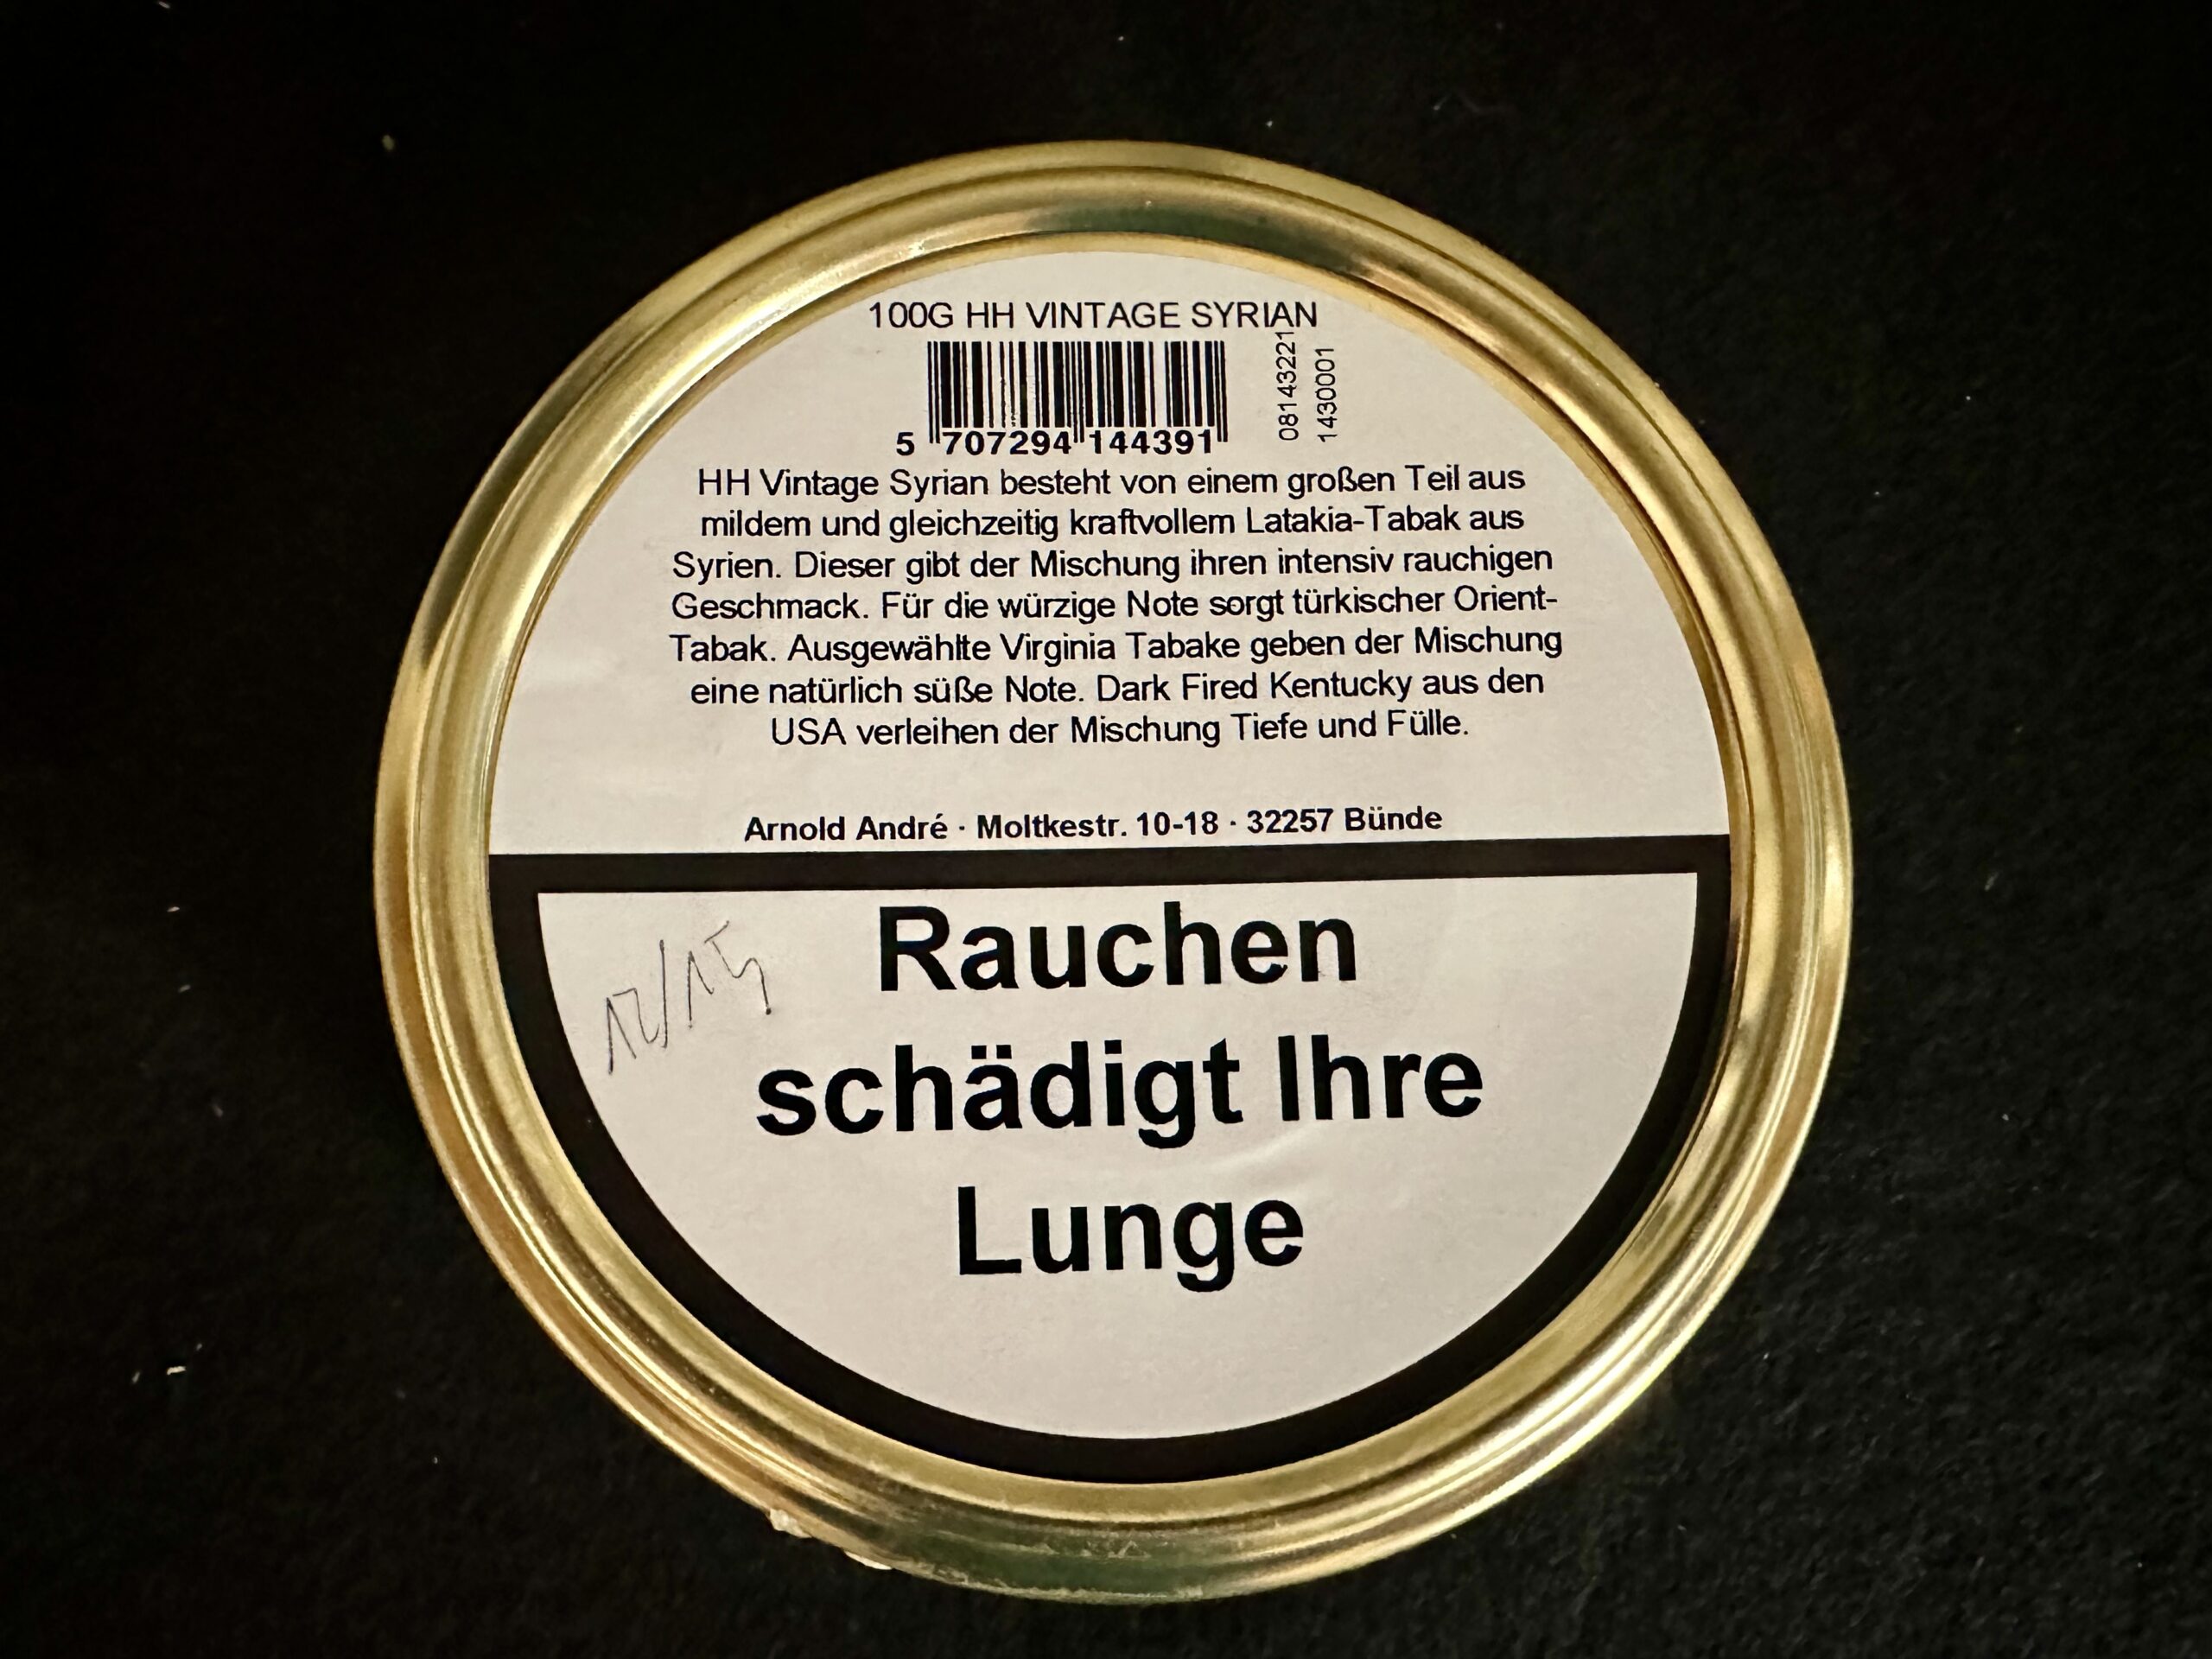 100G HH VINTAGE SYRIAN
08143221
1430001
5 707294 144391
HH Vintage Syrian besteht von einem großen Teil aus
mildem und gleichzeitig kraftvollem Latakia-Tabak aus
Syrien. Dieser gibt der Mischung ihren intensiv rauchigen
Geschmack. Für die würzige Note sorgt türkischer Orient-
Tabak. Ausgewählte Virginia Tabake geben der Mischung
eine natürlich süße Note. Dark Fired Kentucky aus den
USA verleihen der Mischung Tiefe und Fülle.
Arnold André · Moltkestr. 10-18 · 32257 Bünde
12/15
Rauchen
schädigt Ihre
Lunge